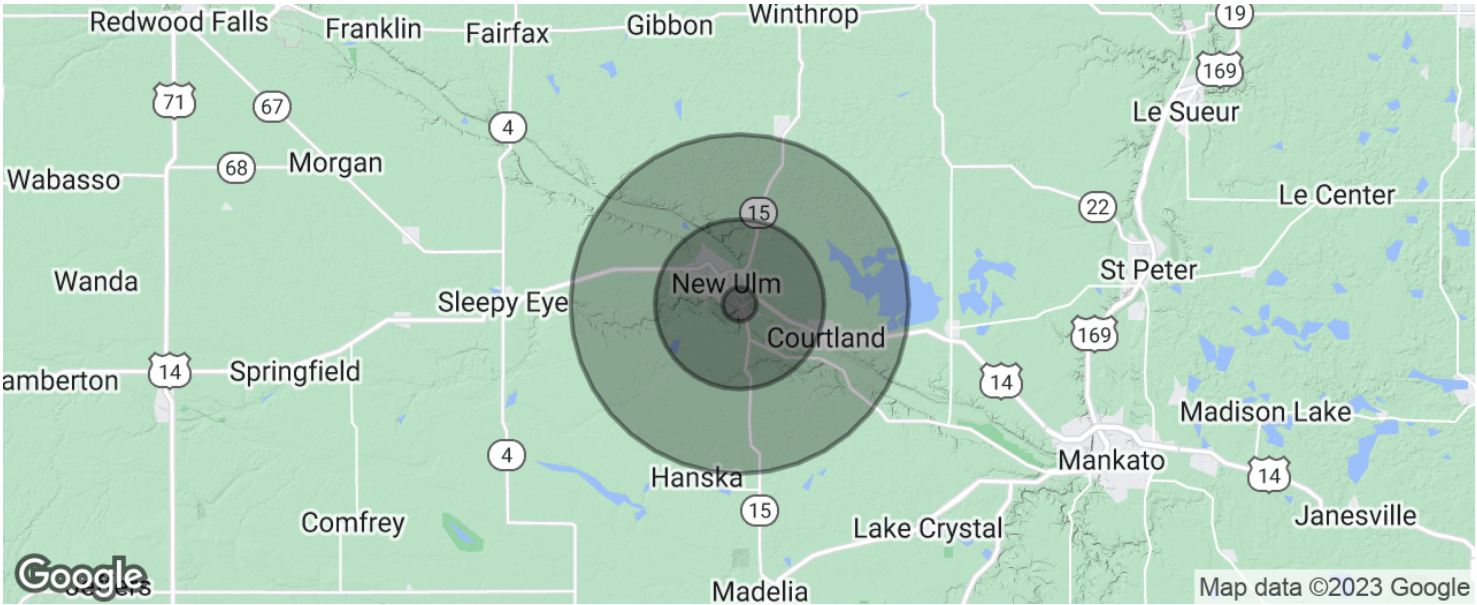 Redwood Falls
Franklin
Fairfax
Gibbon
Winthrop
19
71
67
4
169
Le Sueur
68
Morgan
Wabasso
15
22
Le Center
Wanda
New Ulm
St Peter
Sleepy Eye
Courtland
169
14
Springfield
amberton
14
Madison Lake
4
Hanska
Mankato
14
15
Comfrey
Lake Crystal
Janesville
Google
Madelia
Map data ©2023 Google